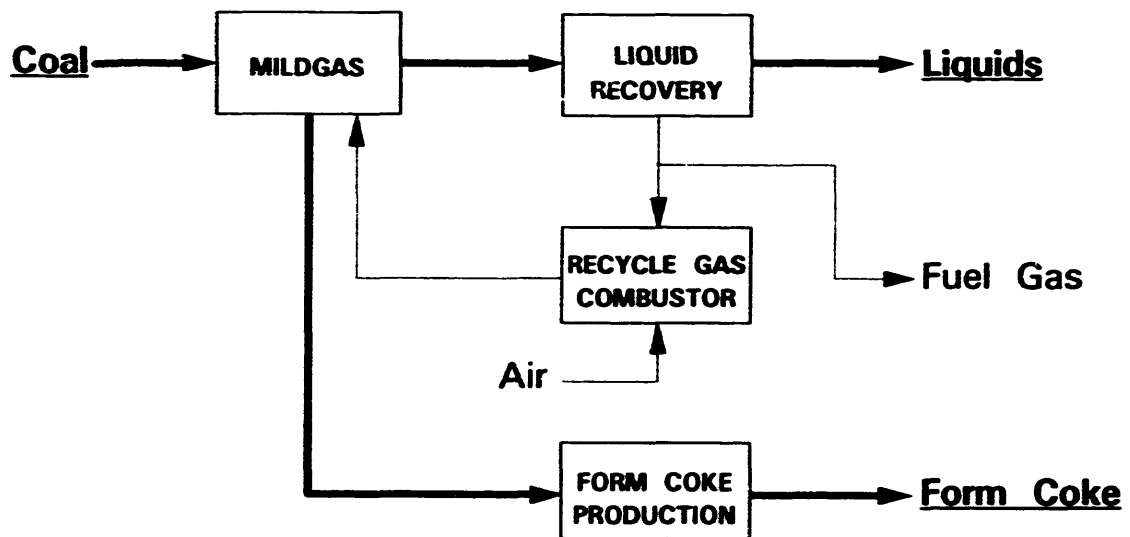 Coal
MILDGAS
LIQUID
RECOVERY
Liquids
RECYCLE GAS
COMBUSTOR
Fuel Gas
Air
FORM COKE
PRODUCTION
Form Coke